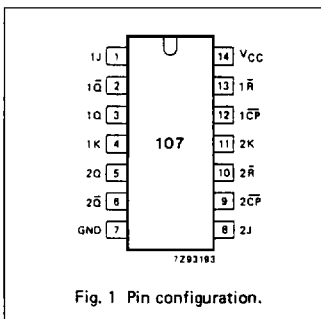 1J 1 14 VCC
1Q̄ 2 13 1R̄
1Q 3 12 1C̄P̄
1K 4 107 11 2K
2Q 5 10 2R̄
2Q̄ 6 9 2C̄P̄
GND 7 8 2J
7Z93193
Fig. 1 Pin configuration.